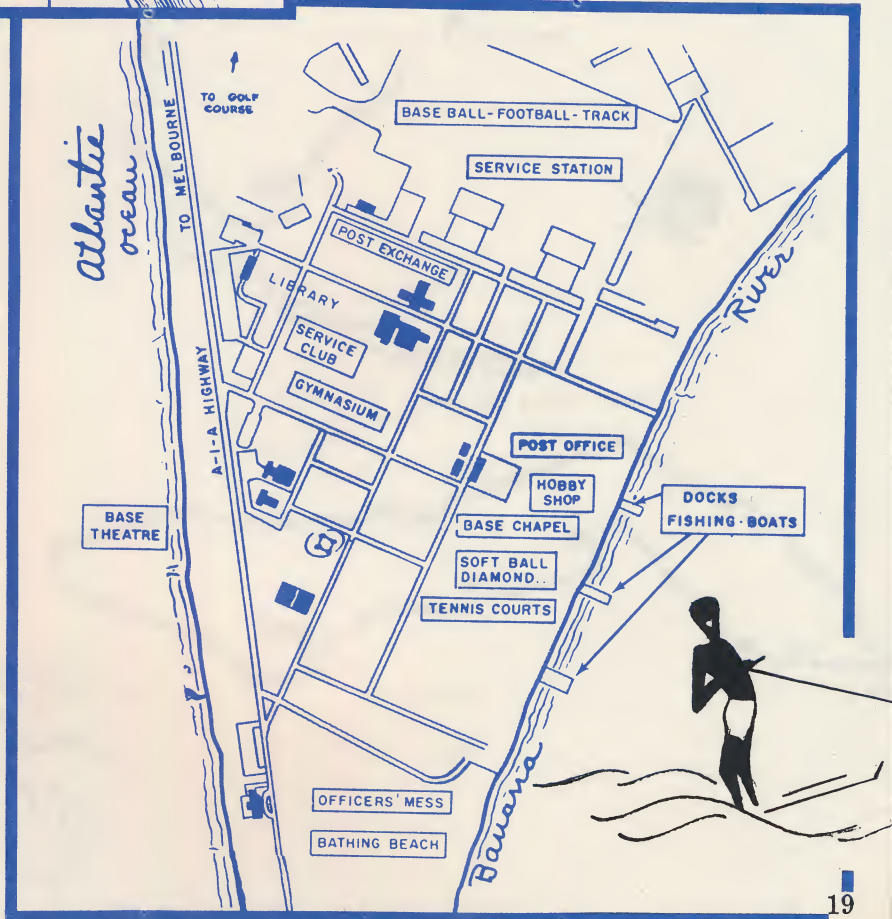 TO GOLF
COURSE
BASE BALL-FOOTBALL-TRACK
SERVICE STATION
Atlantic
ocean
TO MELBOURNE
POST EXCHANGE
LIBRARY
River
SERVICE
CLUB
GYMNASIUM
A-1-A HIGHWAY
POST OFFICE
HOBBY
SHOP
DOCKS
FISHING·BOATS
BASE
THEATRE
BASE CHAPEL
SOFT BALL
DIAMOND..
TENNIS COURTS
OFFICERS' MESS
BATHING BEACH
Banana
19